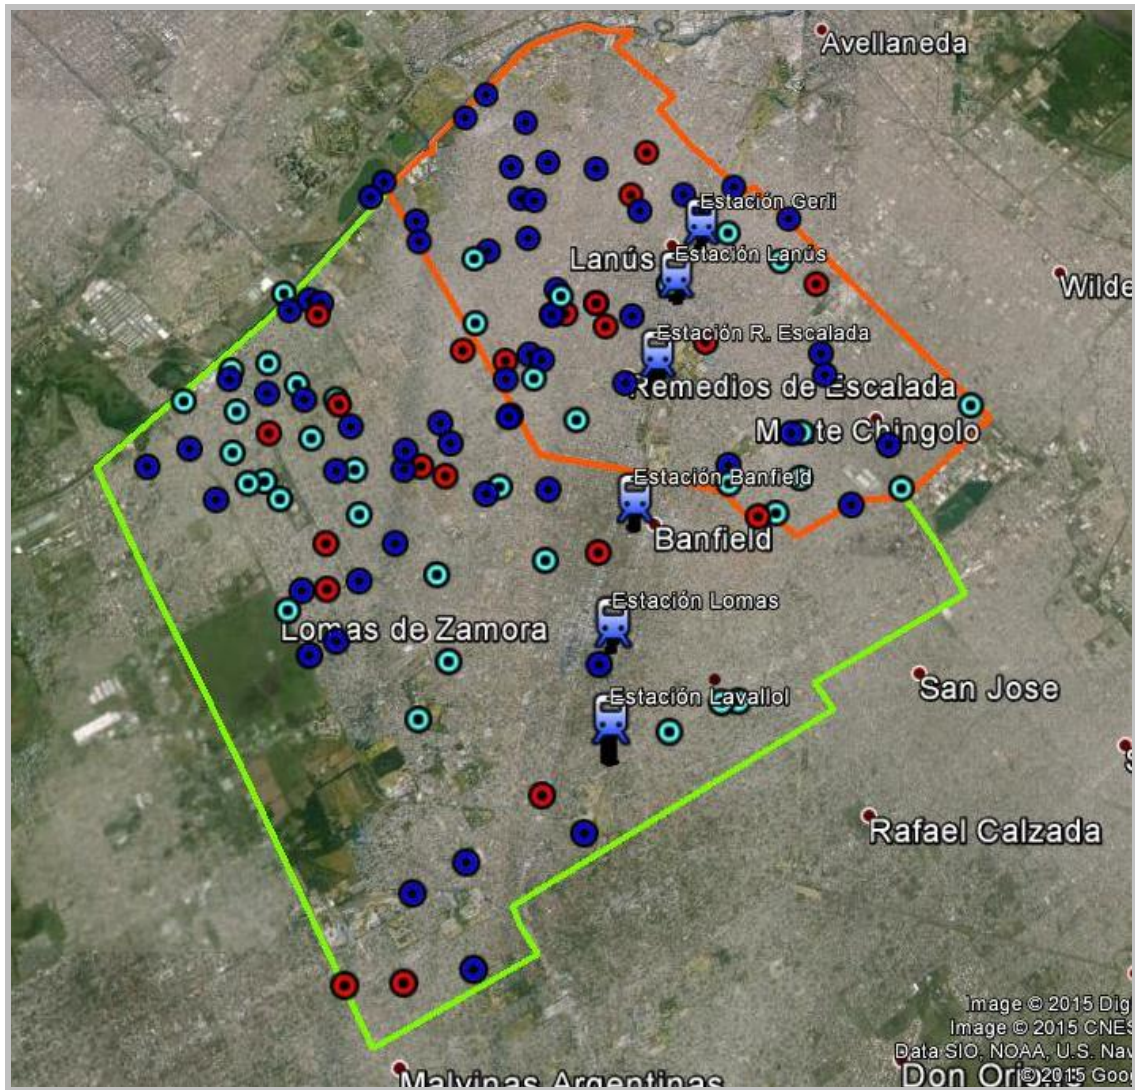 Avellaneda
Estación Gerli
Lanús
Estación Lanús
Wilde
Estación R. Escalada
Remedios de Escalada
Monte Chingolo
Estación Banfield
Banfield
Estación Lomas
Lomas de Zamora
San Jose
Estación Lavallol
Rafael Calzada
Image © 2015 Dig
Image © 2015 CNES
Data SIO, NOAA, U.S. Nav
© 2015 Goo
Don Ori
Malvinas Argentinas